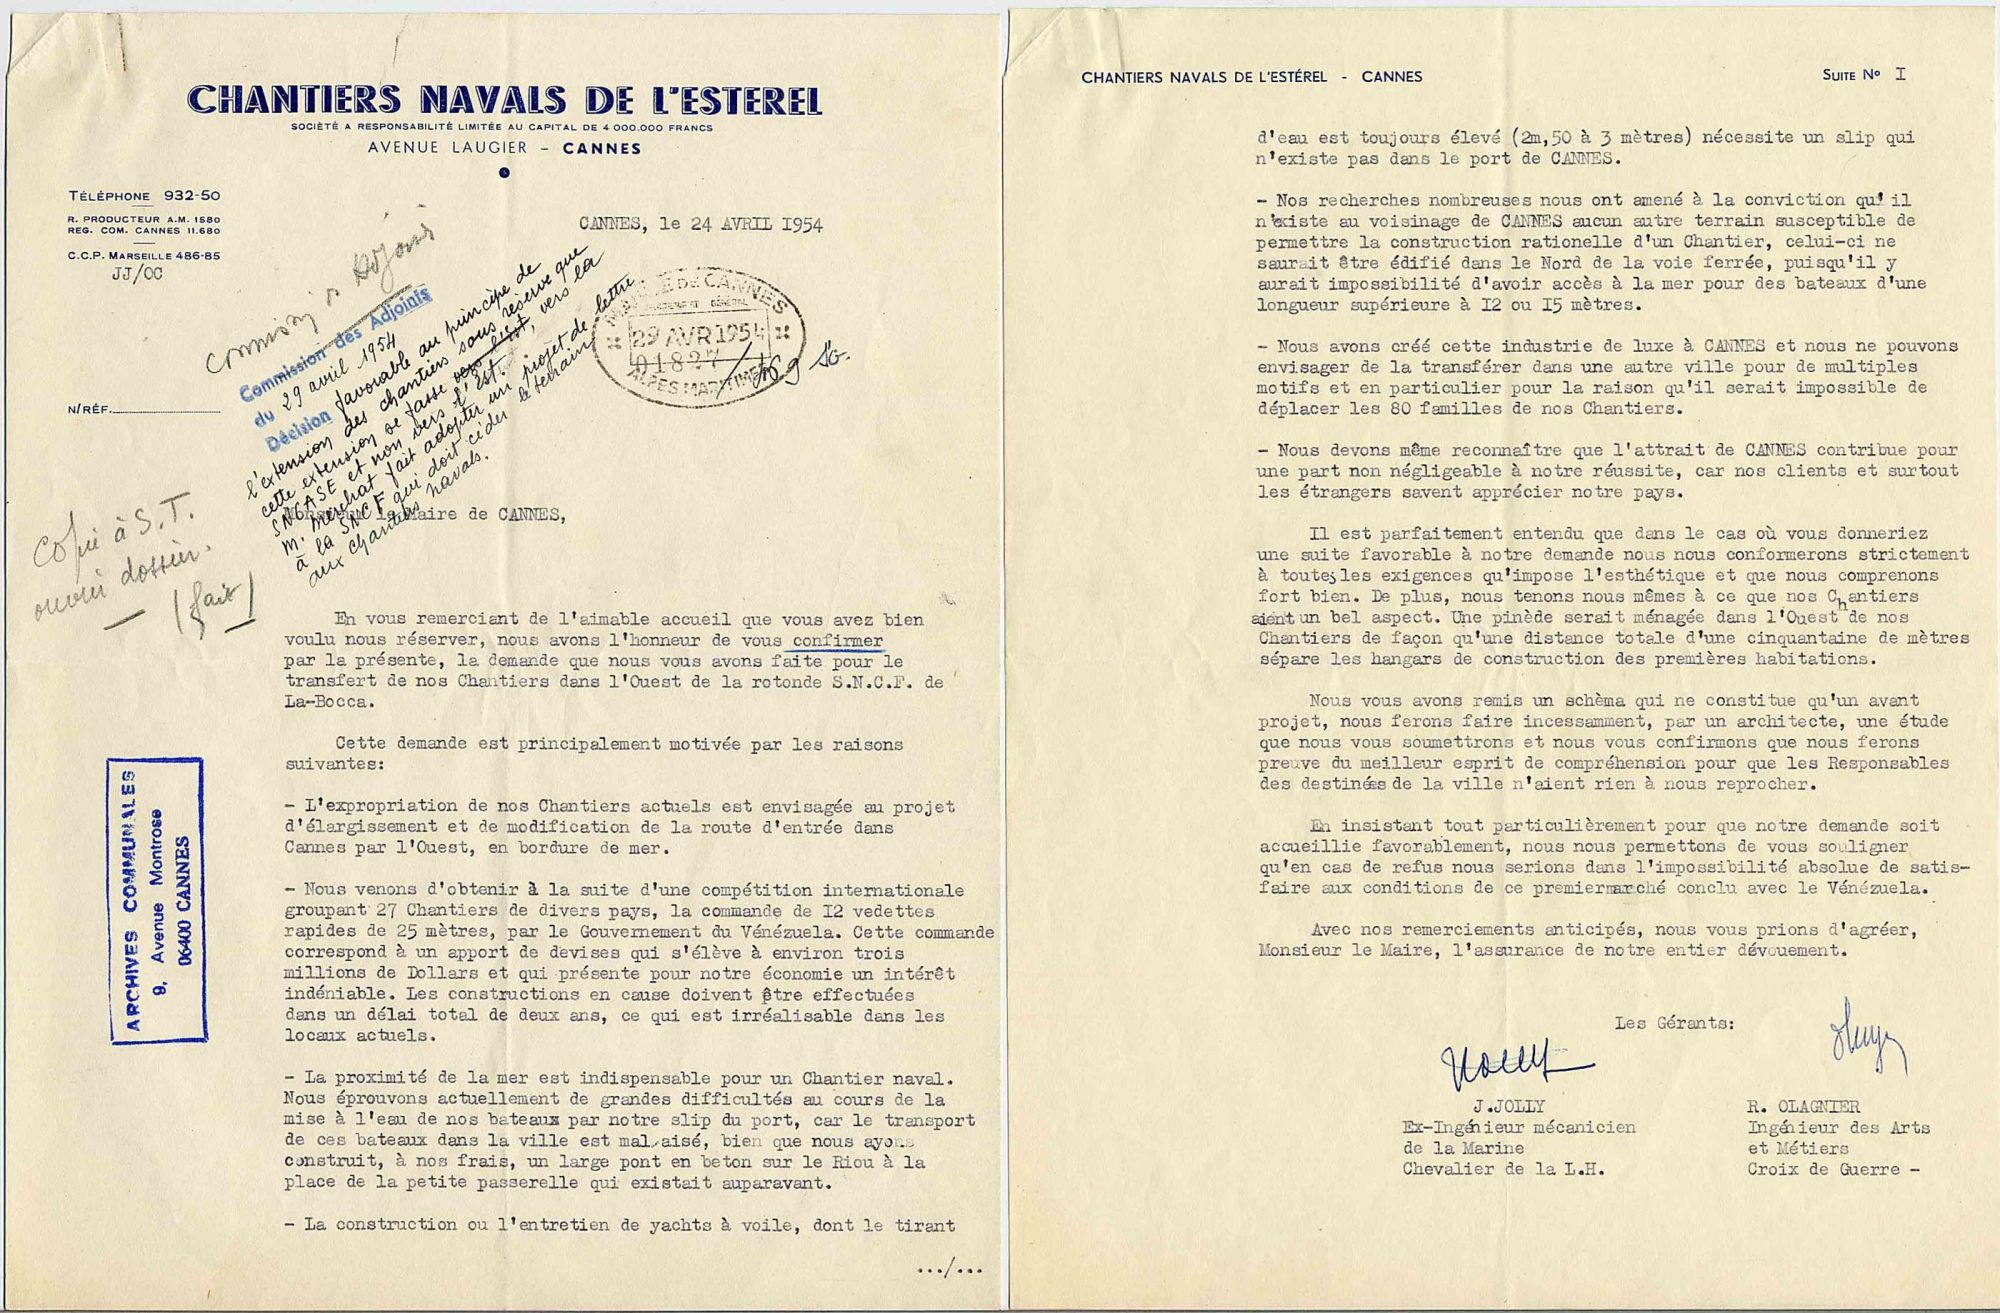 CHANTIERS NAVALS DE L'ESTEREL
SOCIÉTÉ A RESPONSABILITÉ LIMITÉE AU CAPITAL DE 4 000.000 FRANCS
AVENUE LAUGIER – CANNES
TÉLÉPHONE 932-50
R. PRODUCTEUR A.M. 1580
REG. COM. CANNES 11.680
C.C.P. MARSEILLE 486-85
JJ/OC
N/RÉF.
CANNES, le 24 AVRIL I954
MAIRIE DE CANNES
SECRÉTARIAT GÉNÉRAL
29 AVR 1954
01827
ALPES MARITIMES
Commission Adjoints
Commission des Adjoints
du 29 avril 1954
Décision favorable au principe de
l'extension des chantiers sous réserve que
cette extension se fasse vers l'Est, vers la
SNCASE et non vers l'Est.
M. Merchat fait adopter un projet de lettre
à la SNCF qui doit céder le terrain
aux chantiers navals.
Copie à S.T.
ouvrir dossier.
(fait)
ARCHIVES COMMUNALES
9, Avenue Montrose
06400 CANNES
Monsieur le Maire de CANNES,
En vous remerciant de l'aimable accueil que vous avez bien
voulu nous réserver, nous avons l'honneur de vous confirmer
par la présente, la demande que nous vous avons faite pour le
transfert de nos Chantiers dans l'Ouest de la rotonde S.N.C.F. de
La-Bocca.
Cette demande est principalement motivée par les raisons
suivantes:
- L'expropriation de nos Chantiers actuels est envisagée au projet
d'élargissement et de modification de la route d'entrée dans
Cannes par l'Ouest, en bordure de mer.
- Nous venons d'obtenir à la suite d'une compétition internationale
groupant 27 Chantiers de divers pays, la commande de I2 vedettes
rapides de 25 mètres, par le Gouvernement du Vénézuela. Cette commande
correspond à un apport de devises qui s'élève à environ trois
millions de Dollars et qui présente pour notre économie un intérêt
indéniable. Les constructions en cause doivent être effectuées
dans un délai total de deux ans, ce qui est irréalisable dans les
locaux actuels.
- La proximité de la mer est indispensable pour un Chantier naval.
Nous éprouvons actuellement de grandes difficultés au cours de la
mise à l'eau de nos bateaux par notre slip du port, car le transport
de ces bateaux dans la ville est mal aisé, bien que nous ayons
construit, à nos frais, un large pont en beton sur le Riou à la
place de la petite passerelle qui existait auparavant.
- La construction ou l'entretien de yachts à voile, dont le tirant
.../...
CHANTIERS NAVALS DE L'ESTÉREL - CANNES
SUITE No I
d'eau est toujours élevé (2m,50 à 3 mètres) nécessite un slip qui
n'existe pas dans le port de CANNES.
- Nos recherches nombreuses nous ont amené à la conviction qu'il
n'existe au voisinage de CANNES aucun autre terrain susceptible de
permettre la construction rationelle d'un Chantier, celui-ci ne
saurait être édifié dans le Nord de la voie ferrée, puisqu'il y
aurait impossibilité d'avoir accès à la mer pour des bateaux d'une
longueur supérieure à I2 ou I5 mètres.
- Nous avons créé cette industrie de luxe à CANNES et nous ne pouvons
envisager de la transférer dans une autre ville pour de multiples
motifs et en particulier pour la raison qu'il serait impossible de
déplacer les 80 familles de nos Chantiers.
- Nous devons même reconnaître que l'attrait de CANNES contribue pour
une part non négligeable à notre réussite, car nos clients et surtout
les étrangers savent apprécier notre pays.
Il est parfaitement entendu que dans le cas où vous donneriez
une suite favorable à notre demande nous nous conformerons strictement
à toutes les exigences qu'impose l'esthétique et que nous comprenons
fort bien. De plus, nous tenons nous mêmes à ce que nos Chantiers
aient un bel aspect. Une pinède serait ménagée dans l'Ouest de nos
Chantiers de façon qu'une distance totale d'une cinquantaine de mètres
sépare les hangars de construction des premières habitations.
Nous vous avons remis un schèma qui ne constitue qu'un avant
projet, nous ferons faire incessamment, par un architecte, une étude
que nous vous soumettrons et nous vous confirmons que nous ferons
preuve du meilleur esprit de compréhension pour que les Responsables
des destinées de la ville n'aient rien à nous reprocher.
En insistant tout particulièrement pour que notre demande soit
accueillie favorablement, nous nous permettons de vous souligner
qu'en cas de refus nous serions dans l'impossibilité absolue de satis-
faire aux conditions de ce premier marché conclu avec le Vénézuela.
Avec nos remerciements anticipés, nous vous prions d'agréer,
Monsieur le Maire, l'assurance de notre entier dévouement.
Les Gérants:
J.JOLLY
Ex-Ingénieur mécanicien
de la Marine
Chevalier de la L.H.
R. OLAGNIER
Ingénieur des Arts
et Métiers
Croix de Guerre -